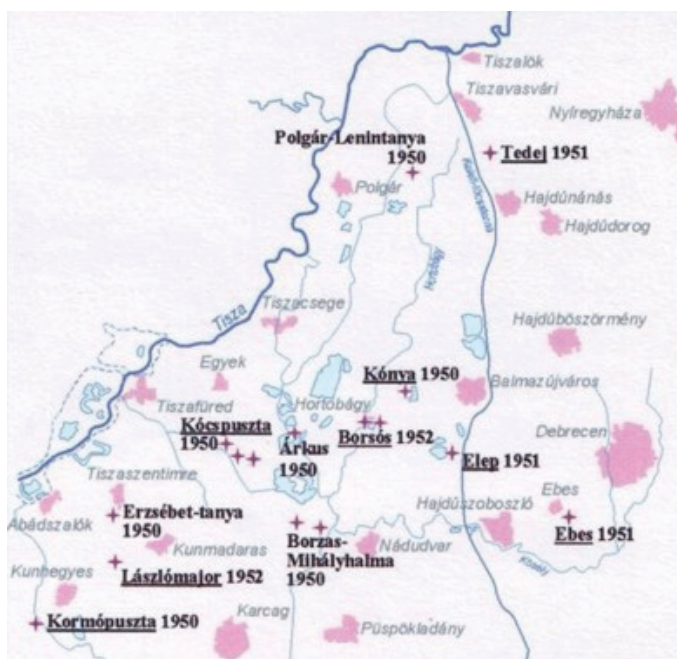 Tiszalök
Tiszavasvári
Nyíregyháza
Polgár-Lenintanya
1950
Tedej 1951
Polgár
Hajdúnánás
Hajdúdorog
Hortobágy
Tisza
Tiszacsege
Hajdúböszörmény
Egyek
Kónya 1950
Balmazújváros
Tiszafüred
Hortobágy
Kócspuszta
1950
Árkus
1950
Borsós 1952
Debrecen
Elep 1951
Tiszaszentimre
Erzsébet-tanya
1950
Abádszalók
Hajdúszoboszló
Ebes
Ebes 1951
Kunmadaras
Borzas-
Mihályhalma
1950
Nádudvar
Lászlómajor 1952
Kösely
Kunhegyes
Kormópuszta 1950
Karcag
Püspökladány